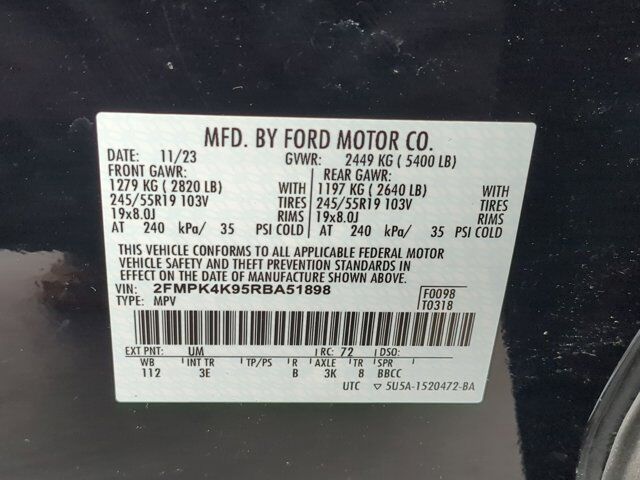 MFD. BY FORD MOTOR CO.
DATE: 11/23 GVWR: 2449 KG ( 5400 LB)
FRONT GAWR: REAR GAWR:
1279 KG ( 2820 LB) WITH 1197 KG ( 2640 LB) WITH
245/55R19 103V TIRES 245/55R19 103V TIRES
19x8.0J RIMS 19x8.0J RIMS
AT 240 kPa/ 35 PSI COLD AT 240 kPa/ 35 PSI COLD
THIS VEHICLE CONFORMS TO ALL APPLICABLE FEDERAL MOTOR
VEHICLE SAFETY AND THEFT PREVENTION STANDARDS IN
EFFECT ON THE DATE OF MANUFACTURE SHOWN ABOVE.
VIN: 2FMPK4K95RBA51898 F0098
TYPE: MPV T0318
EXT PNT: UM RC: 72 DSO:
WB INT TR TP/PS R AXLE TR SPR
112 3E B 3K 8 BBCC
UTC ▽ 5U5A-1520472-BA